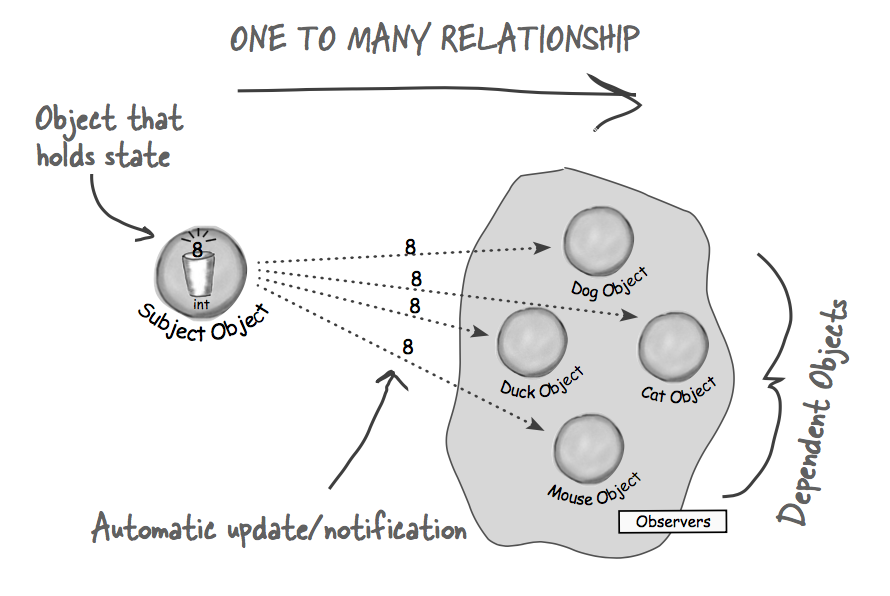 ONE TO MANY RELATIONSHIP
Object that
holds state
8
int
Subject Object
8
8
8
8
Dog Object
Duck Object
Cat Object
Mouse Object
Observers
Dependent Objects
Automatic update/notification